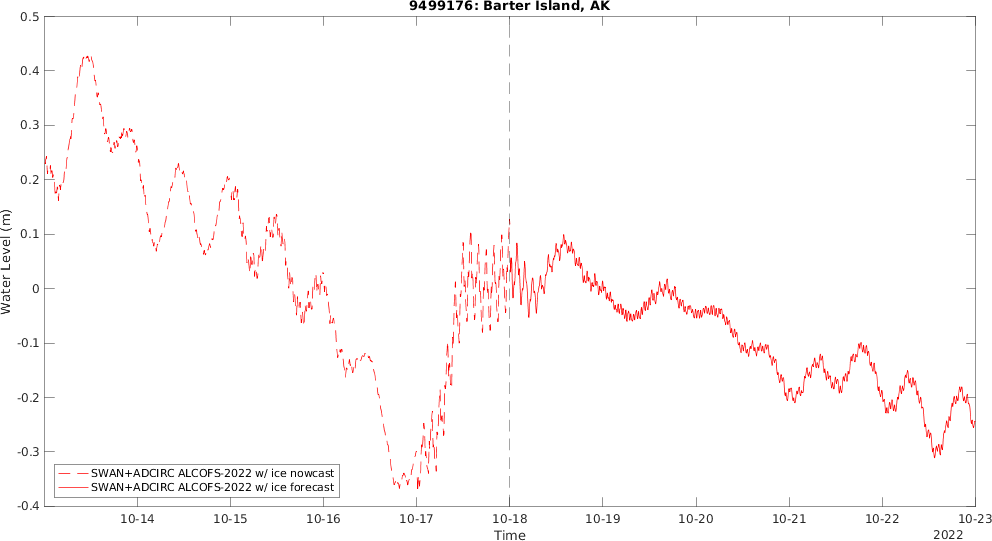 9499176: Barter Island, AK
0.5
0.4
0.3
0.2
0.1
0
-0.1
-0.2
-0.3
-0.4
Water Level (m)
SWAN+ADCIRC ALCOFS-2022 w/ ice nowcast
SWAN+ADCIRC ALCOFS-2022 w/ ice forecast
10-14 10-15 10-16 10-17 10-18 10-19 10-20 10-21 10-22 10-23
Time
2022